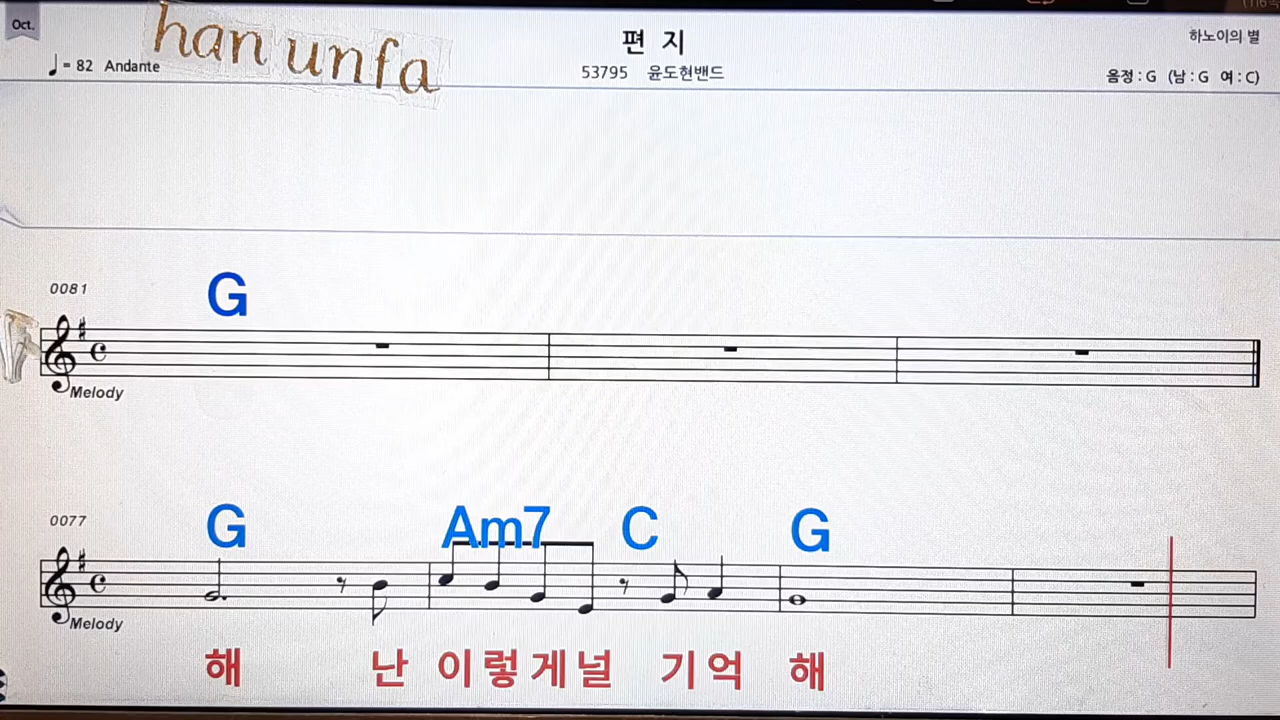 Oct.
han unfa
편 지
하노이의 별
♩ = 82 Andante
53795 윤도현밴드
음정 : G (남 : G 여 : C)
0081
G
Melody
0077
G Am7 C G
Melody
해 난 이렇게널 기억 해